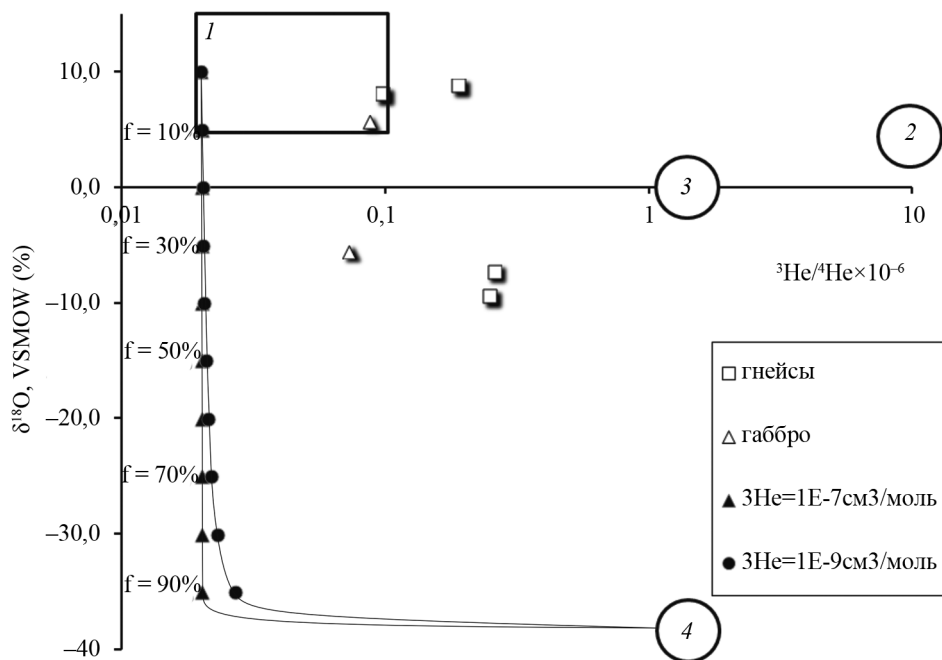 1
10,0
2
f = 10%
3
0,0
0,01
0,1
1
10
f = 30%
³He/⁴He×10⁻⁶
–10,0
f = 50%
гнейсы
–20,0
габбро
f = 70%
3He=1E-7см3/моль
–30,0
3He=1E-9см3/моль
f = 90%
4
–40
δ¹⁸O, VSMOW (%)